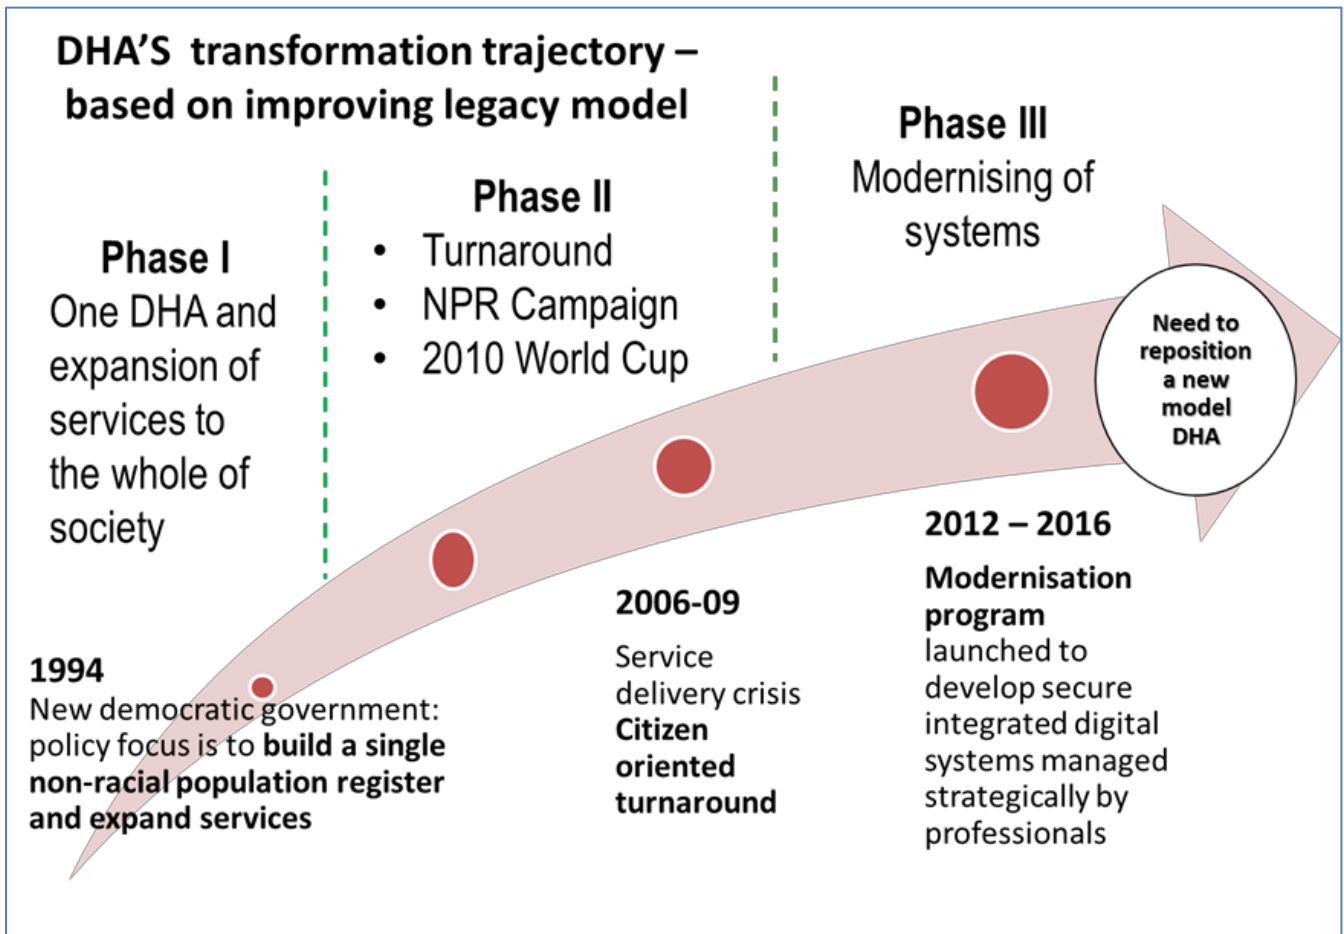 DHA'S transformation trajectory –
based on improving legacy model
Phase I
One DHA and
expansion of
services to
the whole of
society
Phase II
• Turnaround
• NPR Campaign
• 2010 World Cup
Phase III
Modernising of
systems
Need to
reposition
a new
model
DHA
1994
New democratic government:
policy focus is to build a single
non-racial population register
and expand services
2006-09
Service
delivery crisis
Citizen
oriented
turnaround
2012 – 2016
Modernisation
program
launched to
develop secure
integrated digital
systems managed
strategically by
professionals